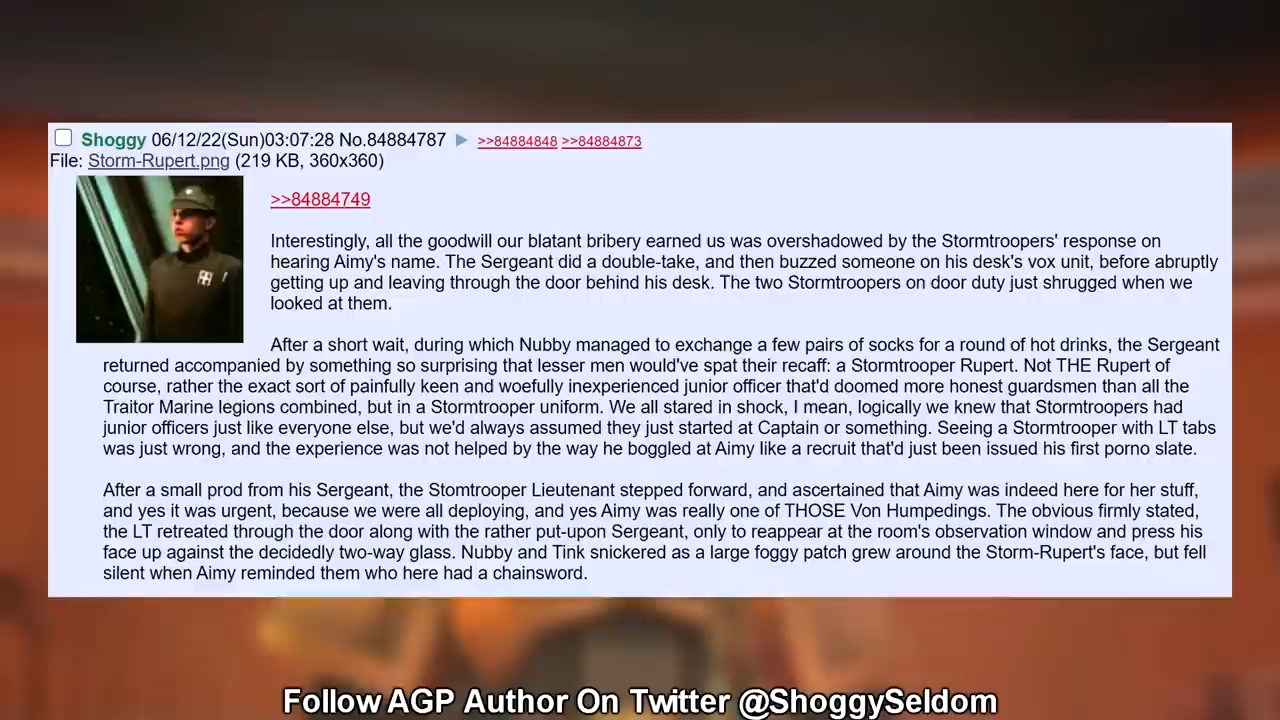 Shoggy 06/12/22(Sun)03:07:28 No.84884787 ▶ >>84884848 >>84884873
File: Storm-Rupert.png (219 KB, 360x360)
>>84884749
Interestingly, all the goodwill our blatant bribery earned us was overshadowed by the Stormtroopers' response on
hearing Aimy's name. The Sergeant did a double-take, and then buzzed someone on his desk's vox unit, before abruptly
getting up and leaving through the door behind his desk. The two Stormtroopers on door duty just shrugged when we
looked at them.
After a short wait, during which Nubby managed to exchange a few pairs of socks for a round of hot drinks, the Sergeant
returned accompanied by something so surprising that lesser men would've spat their recaff: a Stormtrooper Rupert. Not THE Rupert of
course, rather the exact sort of painfully keen and woefully inexperienced junior officer that'd doomed more honest guardsmen than all the
Traitor Marine legions combined, but in a Stormtrooper uniform. We all stared in shock, I mean, logically we knew that Stormtroopers had
junior officers just like everyone else, but we'd always assumed they just started at Captain or something. Seeing a Stormtrooper with LT tabs
was just wrong, and the experience was not helped by the way he boggled at Aimy like a recruit that'd just been issued his first porno slate.
After a small prod from his Sergeant, the Stomtrooper Lieutenant stepped forward, and ascertained that Aimy was indeed here for her stuff,
and yes it was urgent, because we were all deploying, and yes Aimy was really one of THOSE Von Humpedings. The obvious firmly stated,
the LT retreated through the door along with the rather put-upon Sergeant, only to reappear at the room's observation window and press his
face up against the decidedly two-way glass. Nubby and Tink snickered as a large foggy patch grew around the Storm-Rupert's face, but fell
silent when Aimy reminded them who here had a chainsword.
Follow AGP Author On Twitter @ShoggySeldom